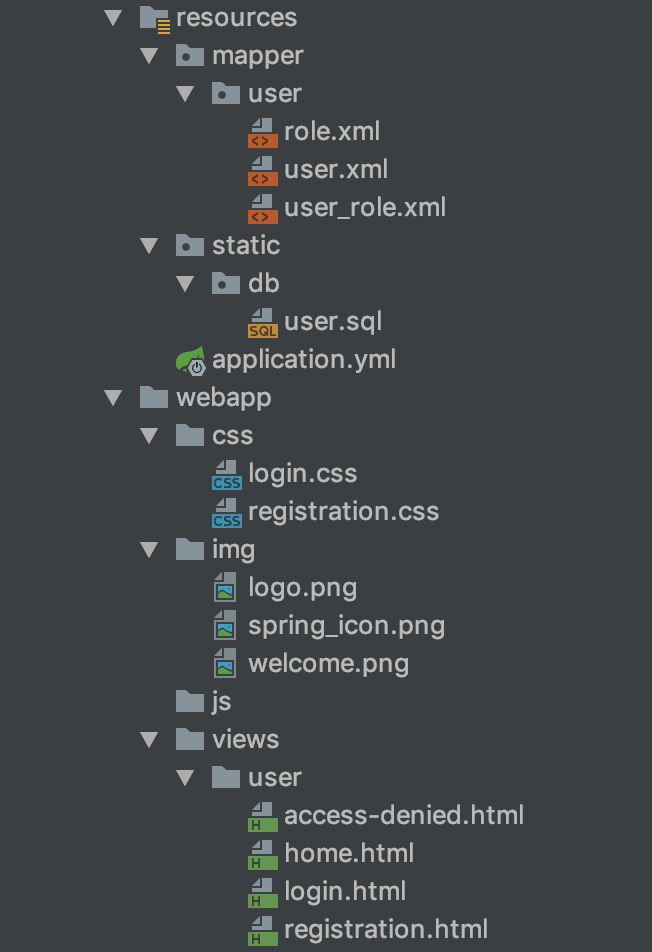 resources
mapper
user
role.xml
user.xml
user_role.xml
static
db
SQL user.sql
application.yml
webapp
css
CSS login.css
CSS registration.css
img
logo.png
spring_icon.png
welcome.png
js
views
user
H access-denied.html
H home.html
H login.html
H registration.html